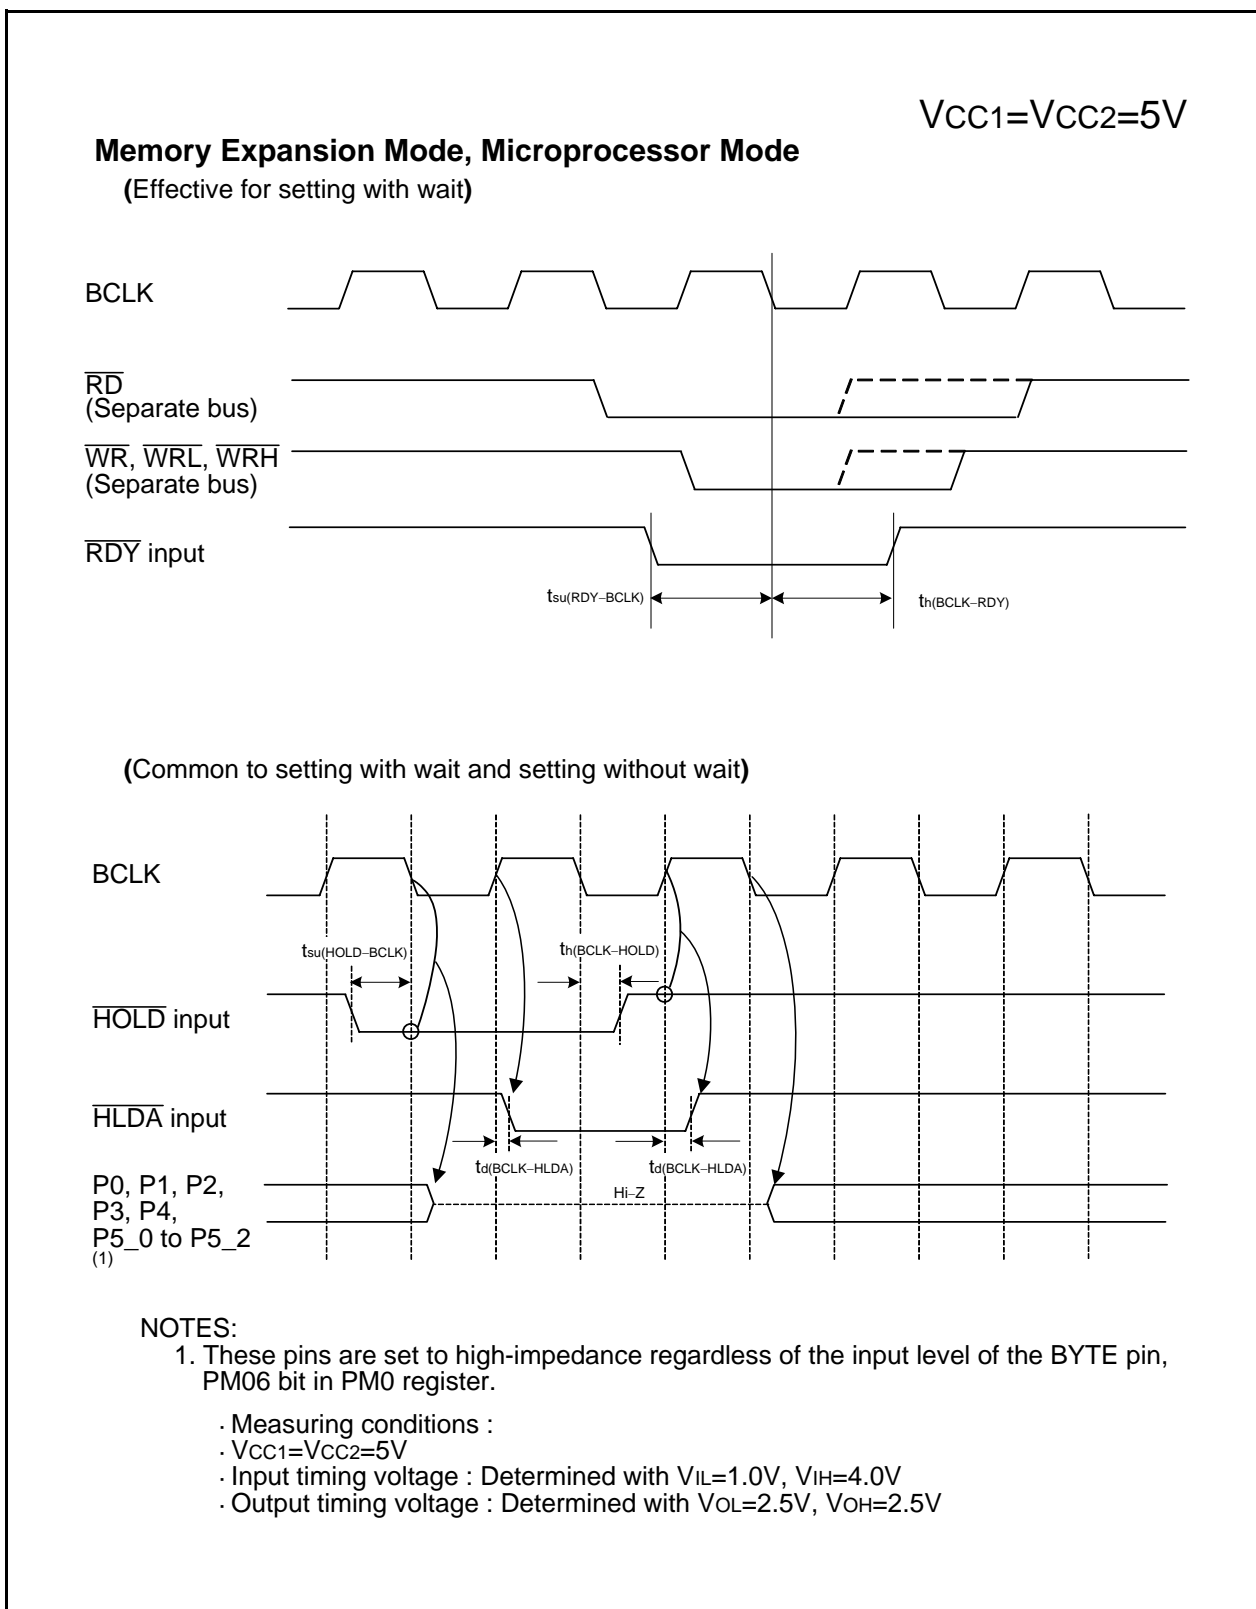 VCC1=VCC2=5V
Memory Expansion Mode, Microprocessor Mode
(Effective for setting with wait)
BCLK
RD
(Separate bus)
WR, WRL, WRH
(Separate bus)
RDY input
tsu(RDY−BCLK)
th(BCLK−RDY)
(Common to setting with wait and setting without wait)
BCLK
tsu(HOLD−BCLK)
th(BCLK−HOLD)
HOLD input
HLDA input
td(BCLK−HLDA)
td(BCLK−HLDA)
P0, P1, P2,
P3, P4,
P5_0 to P5_2
(1)
Hi−Z
NOTES:
1. These pins are set to high-impedance regardless of the input level of the BYTE pin,
PM06 bit in PM0 register.
· Measuring conditions :
· VCC1=VCC2=5V
· Input timing voltage : Determined with VIL=1.0V, VIH=4.0V
· Output timing voltage : Determined with VOL=2.5V, VOH=2.5V